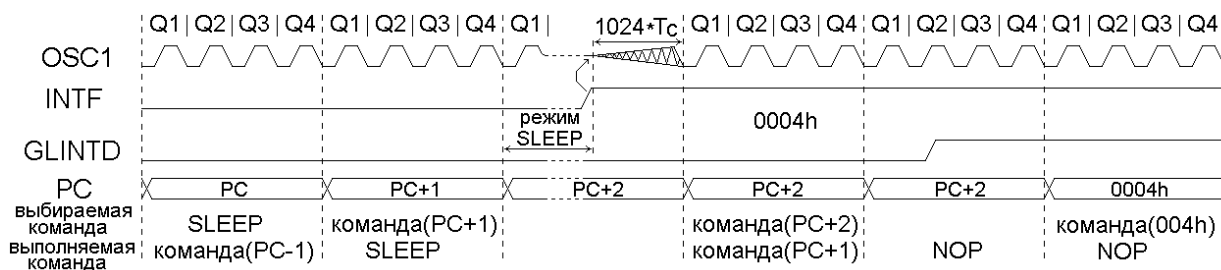 Q1 | Q2 | Q3 | Q4 | Q1 | Q2 | Q3 | Q4 | Q1 | 1024*Tc Q1 | Q2 | Q3 | Q4 | Q1 | Q2 | Q3 | Q4 | Q1 | Q2 | Q3 | Q4
OSC1
INTF
режим
SLEEP
0004h
GLINTD
PC PC PC+1 PC+2 PC+2 PC+2 0004h
выбираемая
команда
SLEEP команда(PC+1) команда(PC+2) команда(004h)
выполняемая
команда
команда(PC-1) SLEEP команда(PC+1) NOP NOP